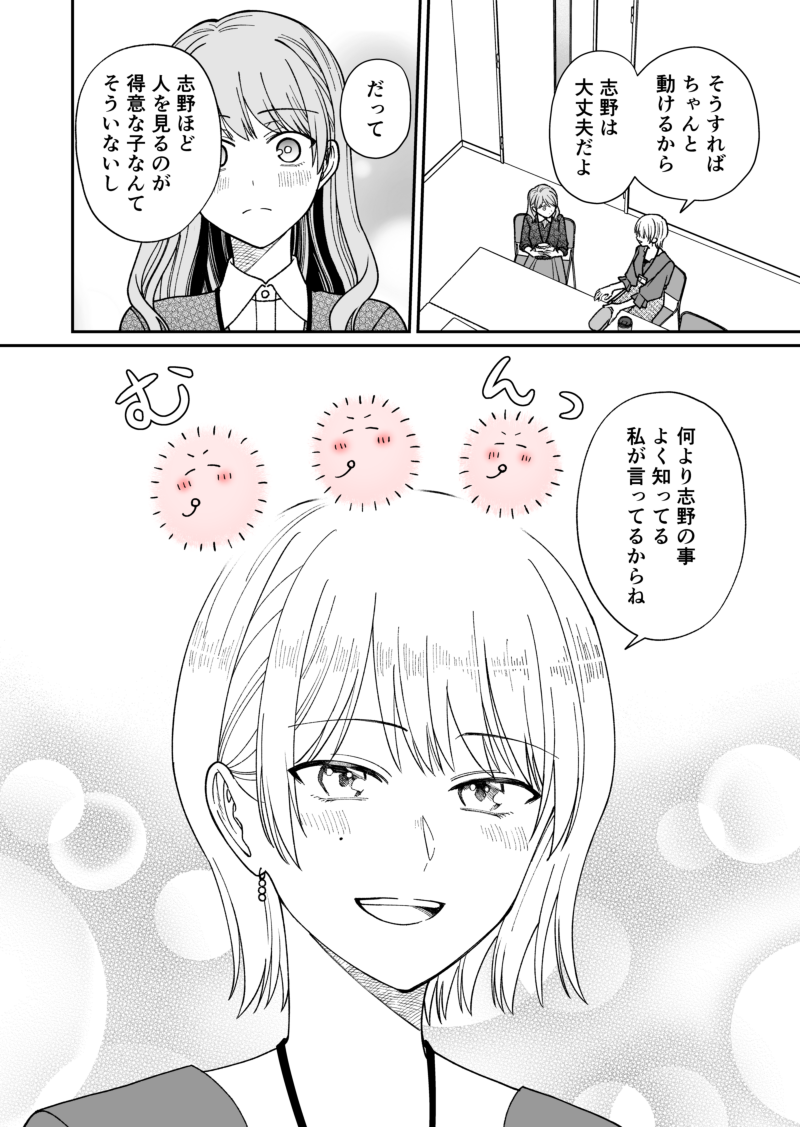 そうすれば
ちゃんと
動けるから
志野は
大丈夫だよ
だって
志野ほど
人を見るのが
得意な子なんて
そういないし
何より志野の事
よく知ってる
私が言ってるからね
むんっ